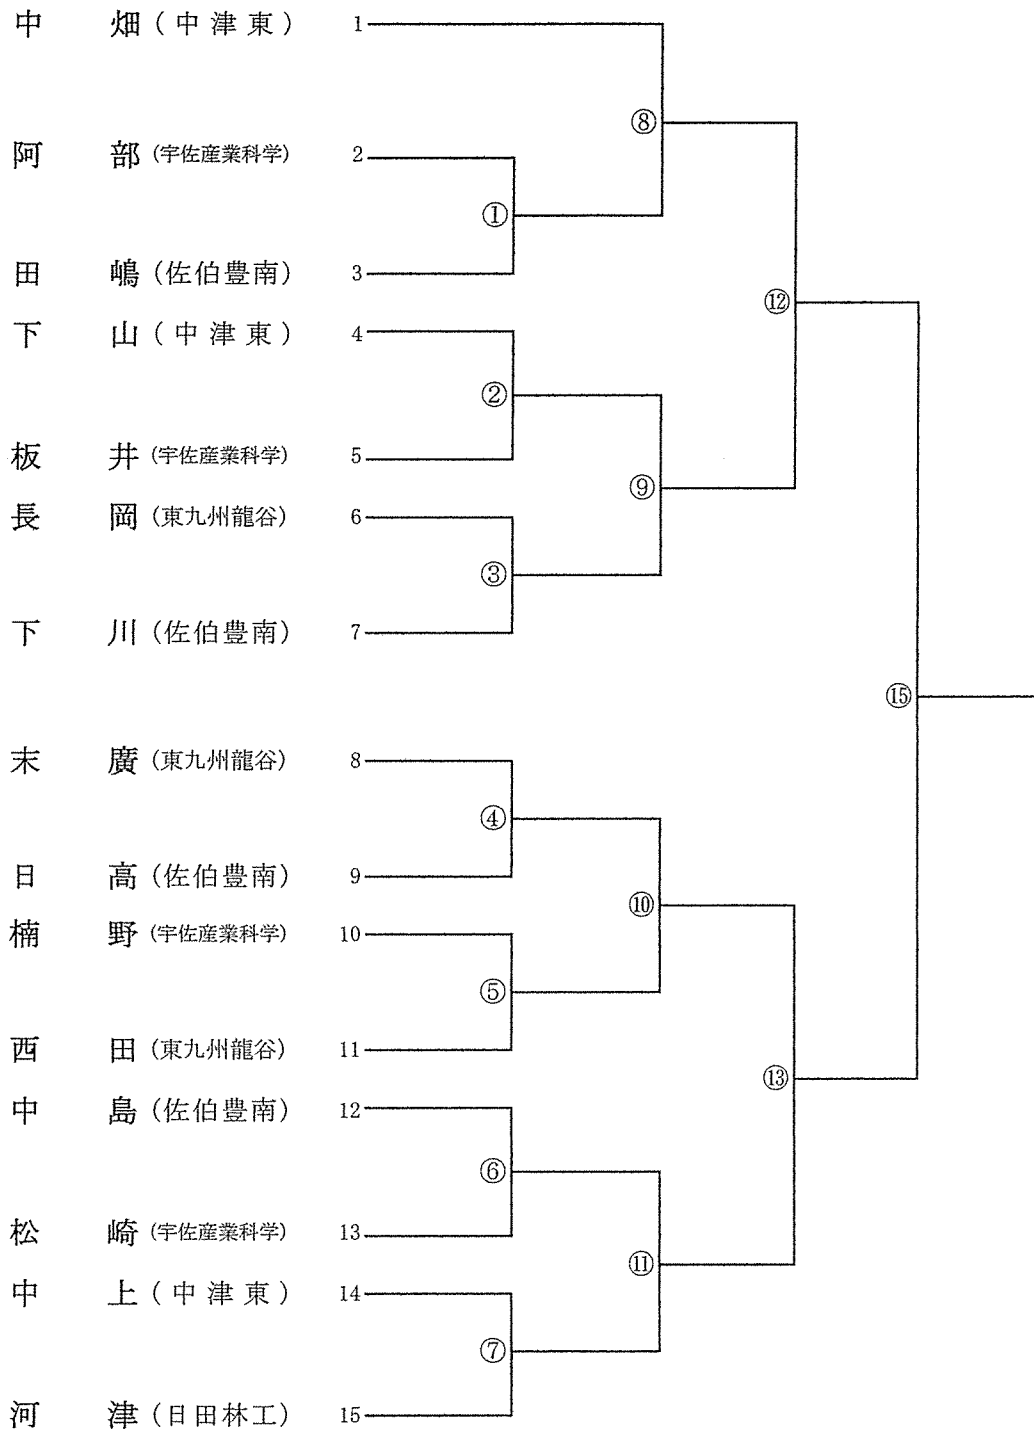 中畑(中津東) 1
⑧
阿部(宇佐産業科学) 2
①
田嶋(佐伯豊南) 3
⑫
下山(中津東) 4
②
板井(宇佐産業科学) 5
⑨
長岡(東九州龍谷) 6
③
下川(佐伯豊南) 7
⑮
末廣(東九州龍谷) 8
④
日高(佐伯豊南) 9
⑩
楠野(宇佐産業科学) 10
⑤
西田(東九州龍谷) 11
⑬
中島(佐伯豊南) 12
⑥
松崎(宇佐産業科学) 13
⑪
中上(中津東) 14
⑦
河津(日田林工) 15